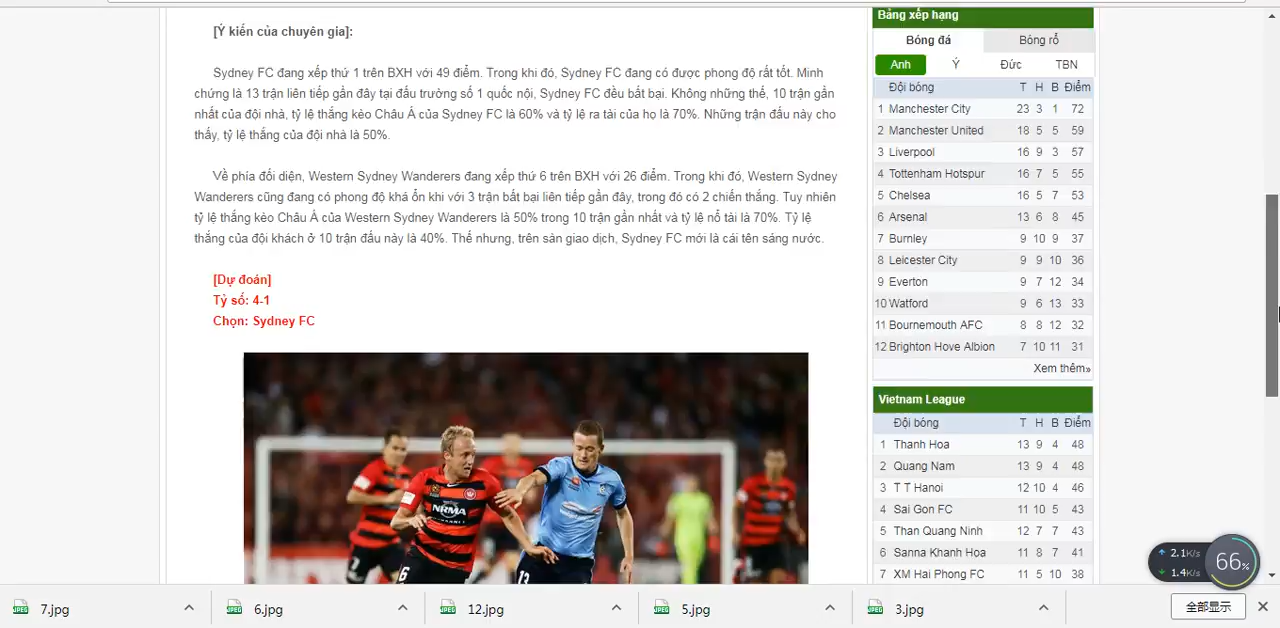 [Ý kiến của chuyên gia]:
Sydney FC đang xếp thứ 1 trên BXH với 49 điểm. Trong khi đó, Sydney FC đang có được phong độ rất tốt. Minh
chứng là 13 trận liên tiếp gần đây tại đấu trường số 1 quốc nội, Sydney FC đều bất bại. Không những thế, 10 trận gần
nhất của đội nhà, tỷ lệ thắng kèo Châu Á của Sydney FC là 60% và tỷ lệ ra tài của họ là 70%. Những trận đấu này cho
thấy, tỷ lệ thắng của đội nhà là 50%.
Về phía đối diện, Western Sydney Wanderers đang xếp thứ 6 trên BXH với 26 điểm. Trong khi đó, Western Sydney
Wanderers cũng đang có phong độ khá ổn khi với 3 trận bất bại liên tiếp gần đây, trong đó có 2 chiến thắng. Tuy nhiên
tỷ lệ thắng kèo Châu Á của Western Sydney Wanderers là 50% trong 10 trận gần nhất và tỷ lệ nổ tài là 70%. Tỷ lệ
thắng của đội khách ở 10 trận đấu này là 40%. Thế nhưng, trên sàn giao dịch, Sydney FC mới là cái tên sáng nước.
[Dự đoán]
Tỷ số: 4-1
Chọn: Sydney FC
NRMA
6
13
Bảng xếp hạng
Bóng đá Bóng rổ
Anh Ý Đức TBN
Đội bóng T H B Điểm
1 Manchester City 23 3 1 72
2 Manchester United 18 5 5 59
3 Liverpool 16 9 3 57
4 Tottenham Hotspur 16 7 5 55
5 Chelsea 16 5 7 53
6 Arsenal 13 6 8 45
7 Burnley 9 10 9 37
8 Leicester City 9 9 10 36
9 Everton 9 7 12 34
10 Watford 9 6 13 33
11 Bournemouth AFC 8 8 12 32
12 Brighton Hove Albion 7 10 11 31
Xem thêm»
Vietnam League
Đội bóng T H B Điểm
1 Thanh Hoa 13 9 4 48
2 Quang Nam 13 9 4 48
3 T T Hanoi 12 10 4 46
4 Sai Gon FC 11 10 5 43
5 Than Quang Ninh 12 7 7 43
6 Sanna Khanh Hoa 11 8 7 41
7 XM Hai Phong FC 11 5 10 38
2.1K/s
1.4K/s
66%
7.jpg 6.jpg 12.jpg 5.jpg 3.jpg 全部显示